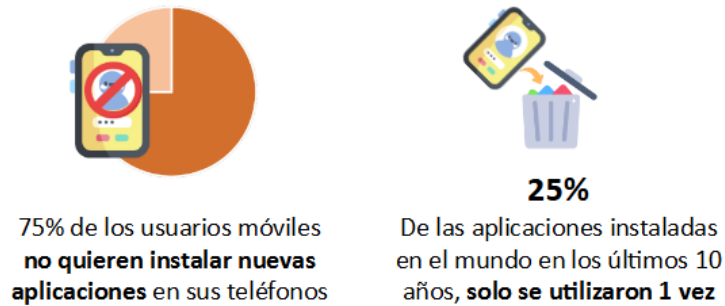 75% de los usuarios móviles
no quieren instalar nuevas
aplicaciones en sus teléfonos
25%
De las aplicaciones instaladas
en el mundo en los últimos 10
años, solo se utilizaron 1 vez